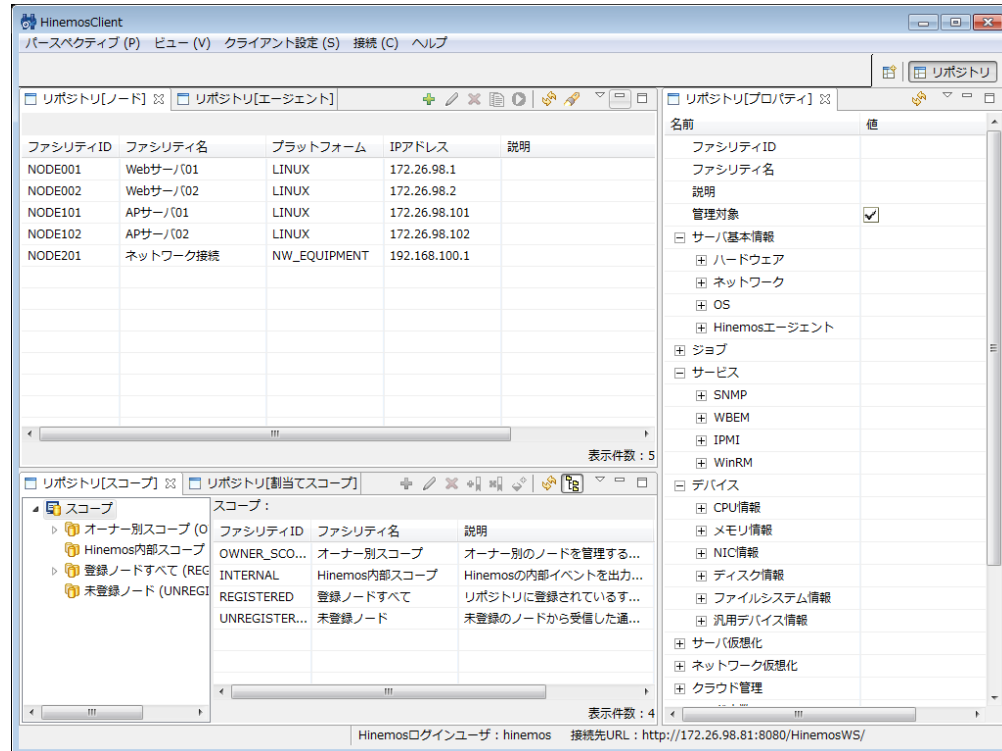 HinemosClient
パースペクティブ (P) ビュー (V) クライアント設定 (S) 接続 (C) ヘルプ
リポジトリ
リポジトリ[ノード] リポジトリ[エージェント]
ファシリティID ファシリティ名 プラットフォーム IPアドレス 説明
NODE001 Webサーバ01 LINUX 172.26.98.1
NODE002 Webサーバ02 LINUX 172.26.98.2
NODE101 APサーバ01 LINUX 172.26.98.101
NODE102 APサーバ02 LINUX 172.26.98.102
NODE201 ネットワーク接続 NW_EQUIPMENT 192.168.100.1
表示件数：5
リポジトリ[スコープ] リポジトリ[割当てスコープ]
スコープ
オーナー別スコープ (O
Hinemos内部スコープ
登録ノードすべて (REG
未登録ノード (UNREGI
スコープ：
ファシリティID ファシリティ名 説明
OWNER_SCO... オーナー別スコープ オーナー別のノードを管理する...
INTERNAL Hinemos内部スコープ Hinemosの内部イベントを出力...
REGISTERED 登録ノードすべて リポジトリに登録されているす...
UNREGISTER... 未登録ノード 未登録のノードから受信した通...
表示件数：4
リポジトリ[プロパティ]
名前 値
ファシリティID
ファシリティ名
説明
管理対象
サーバ基本情報
ハードウェア
ネットワーク
OS
Hinemosエージェント
ジョブ
サービス
SNMP
WBEM
IPMI
WinRM
デバイス
CPU情報
メモリ情報
NIC情報
ディスク情報
ファイルシステム情報
汎用デバイス情報
サーバ仮想化
ネットワーク仮想化
クラウド管理
Hinemosログインユーザ：hinemos 接続先URL：http://172.26.98.81:8080/HinemosWS/